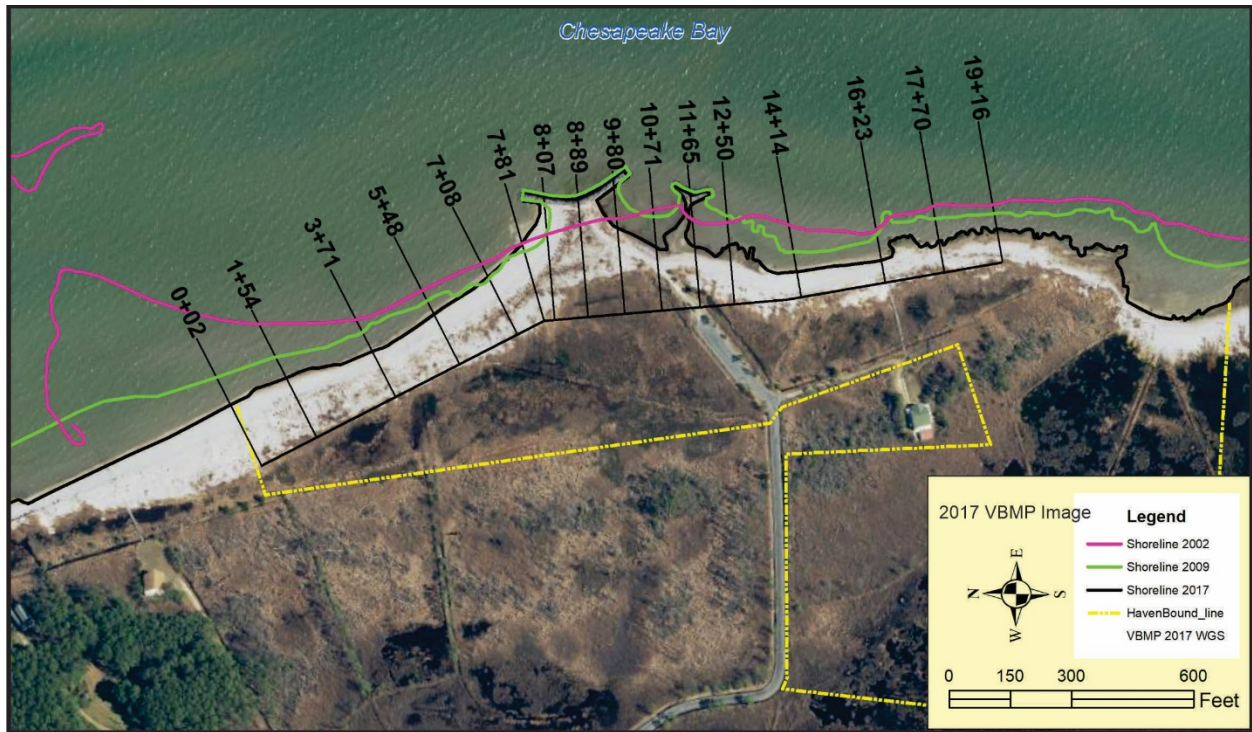 Chesapeake Bay
0+02
1+54
3+71
5+48
7+08
7+81
8+07
8+89
9+80
10+71
11+65
12+50
14+14
16+23
17+70
19+16
2017 VBMP Image
Legend
Shoreline 2002
Shoreline 2009
Shoreline 2017
HavenBound_line
VBMP 2017 WGS
E
N
S
W
0 150 300 600
Feet